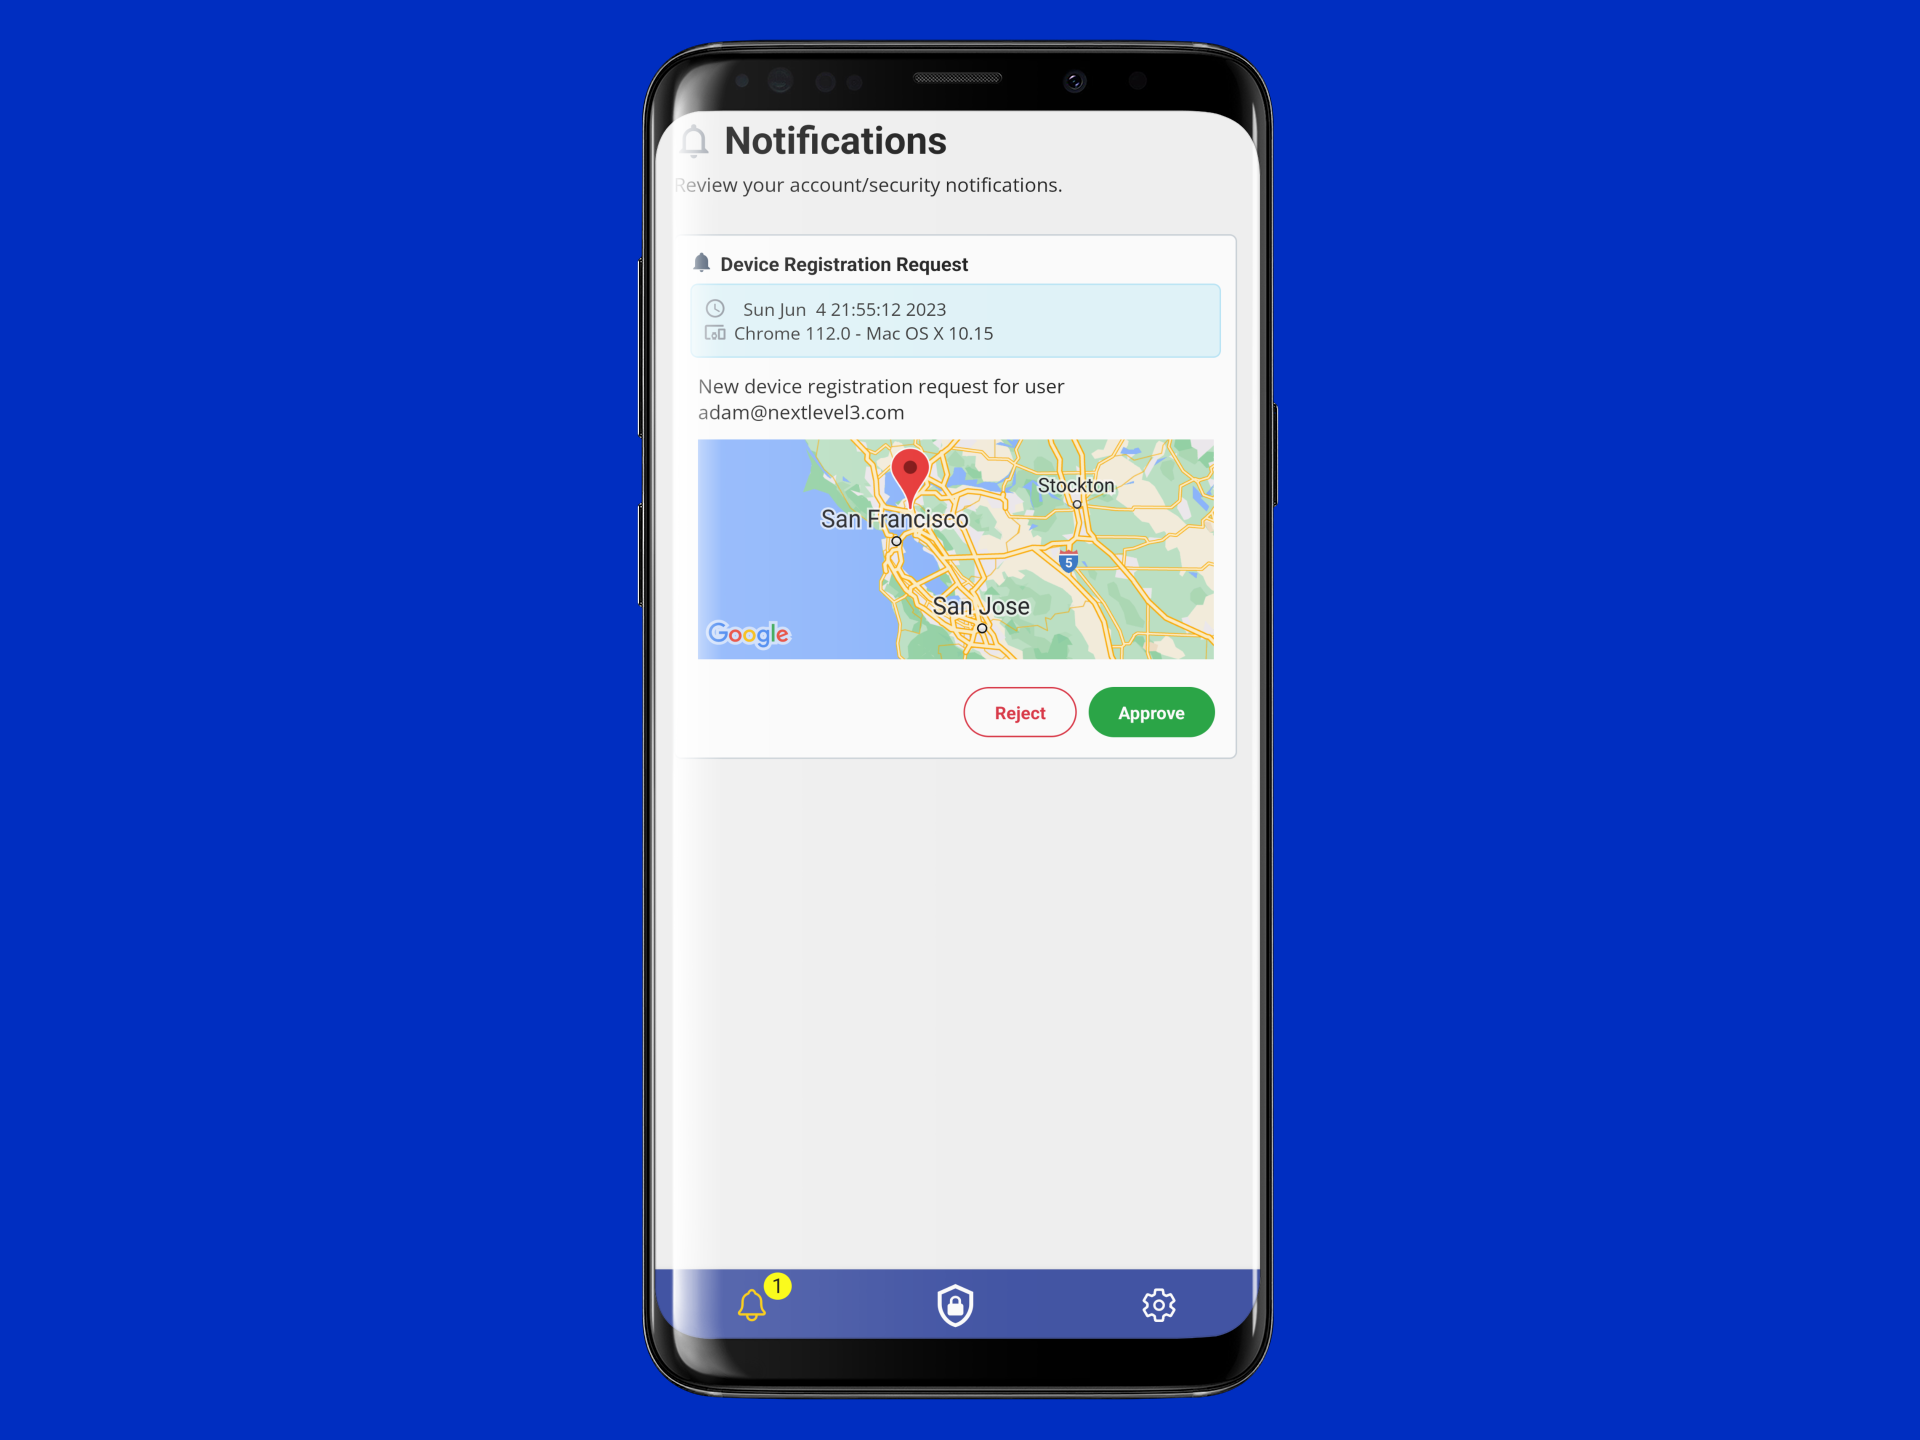 Notifications
Review your account/security notifications.
Device Registration Request
Sun Jun 4 21:55:12 2023
Chrome 112.0 - Mac OS X 10.15
New device registration request for user
adam@nextlevel3.com
Stockton
San Francisco
5
San Jose
Google
Reject Approve
1